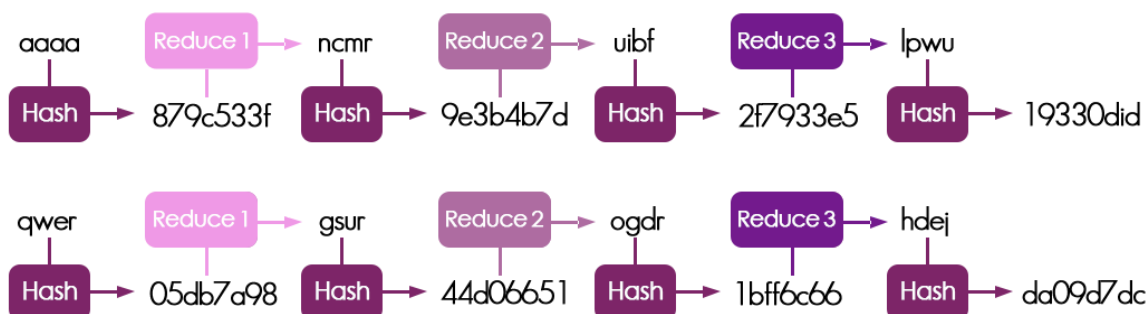 aaaa Reduce 1 ncmr Reduce 2 uibf Reduce 3 lpwu
Hash 879c533f Hash 9e3b4b7d Hash 2f7933e5 Hash 19330did
qwer Reduce 1 gsur Reduce 2 ogdr Reduce 3 hdej
Hash 05db7a98 Hash 44d06651 Hash 1bff6c66 Hash da09d7dc